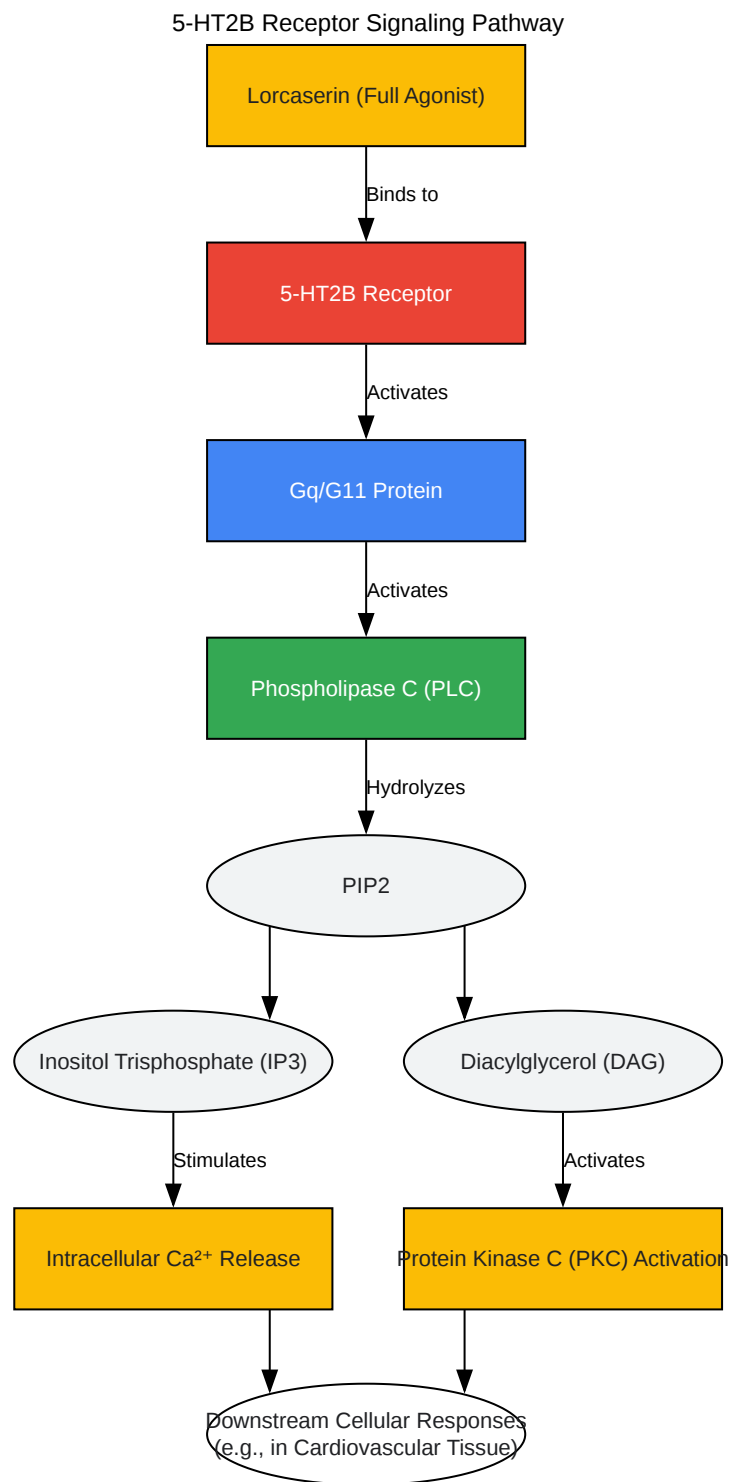 5-HT2B Receptor Signaling Pathway
Lorcaserin (Full Agonist)
Binds to
5-HT2B Receptor
Activates
Gq/G11 Protein
Activates
Phospholipase C (PLC)
Hydrolyzes
PIP2
Inositol Trisphosphate (IP3)
Diacylglycerol (DAG)
Stimulates
Activates
Intracellular Ca²⁺ Release
Protein Kinase C (PKC) Activation
Downstream Cellular Responses
(e.g., in Cardiovascular Tissue)